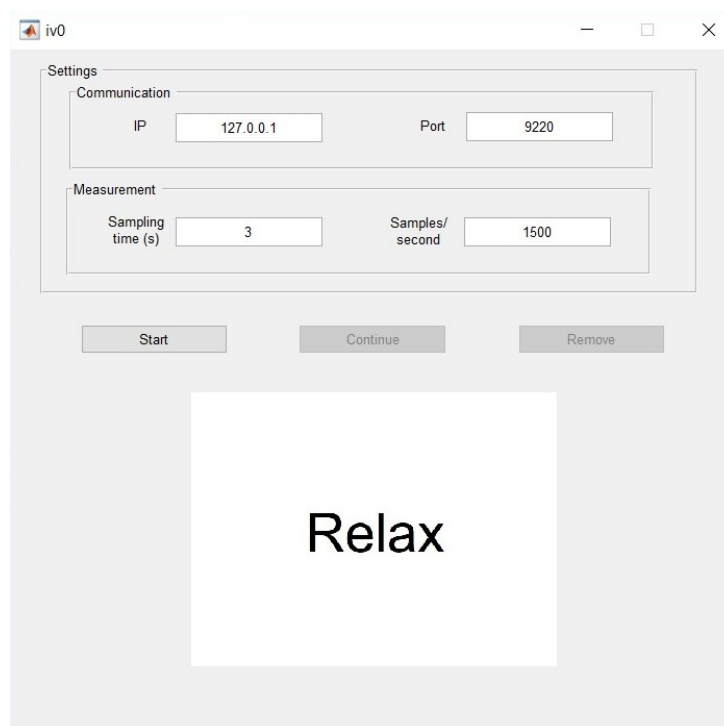 iv0
Settings
Communication
IP 127.0.0.1 Port 9220
Measurement
Sampling time (s) 3 Samples/ second 1500
Start Continue Remove
Relax